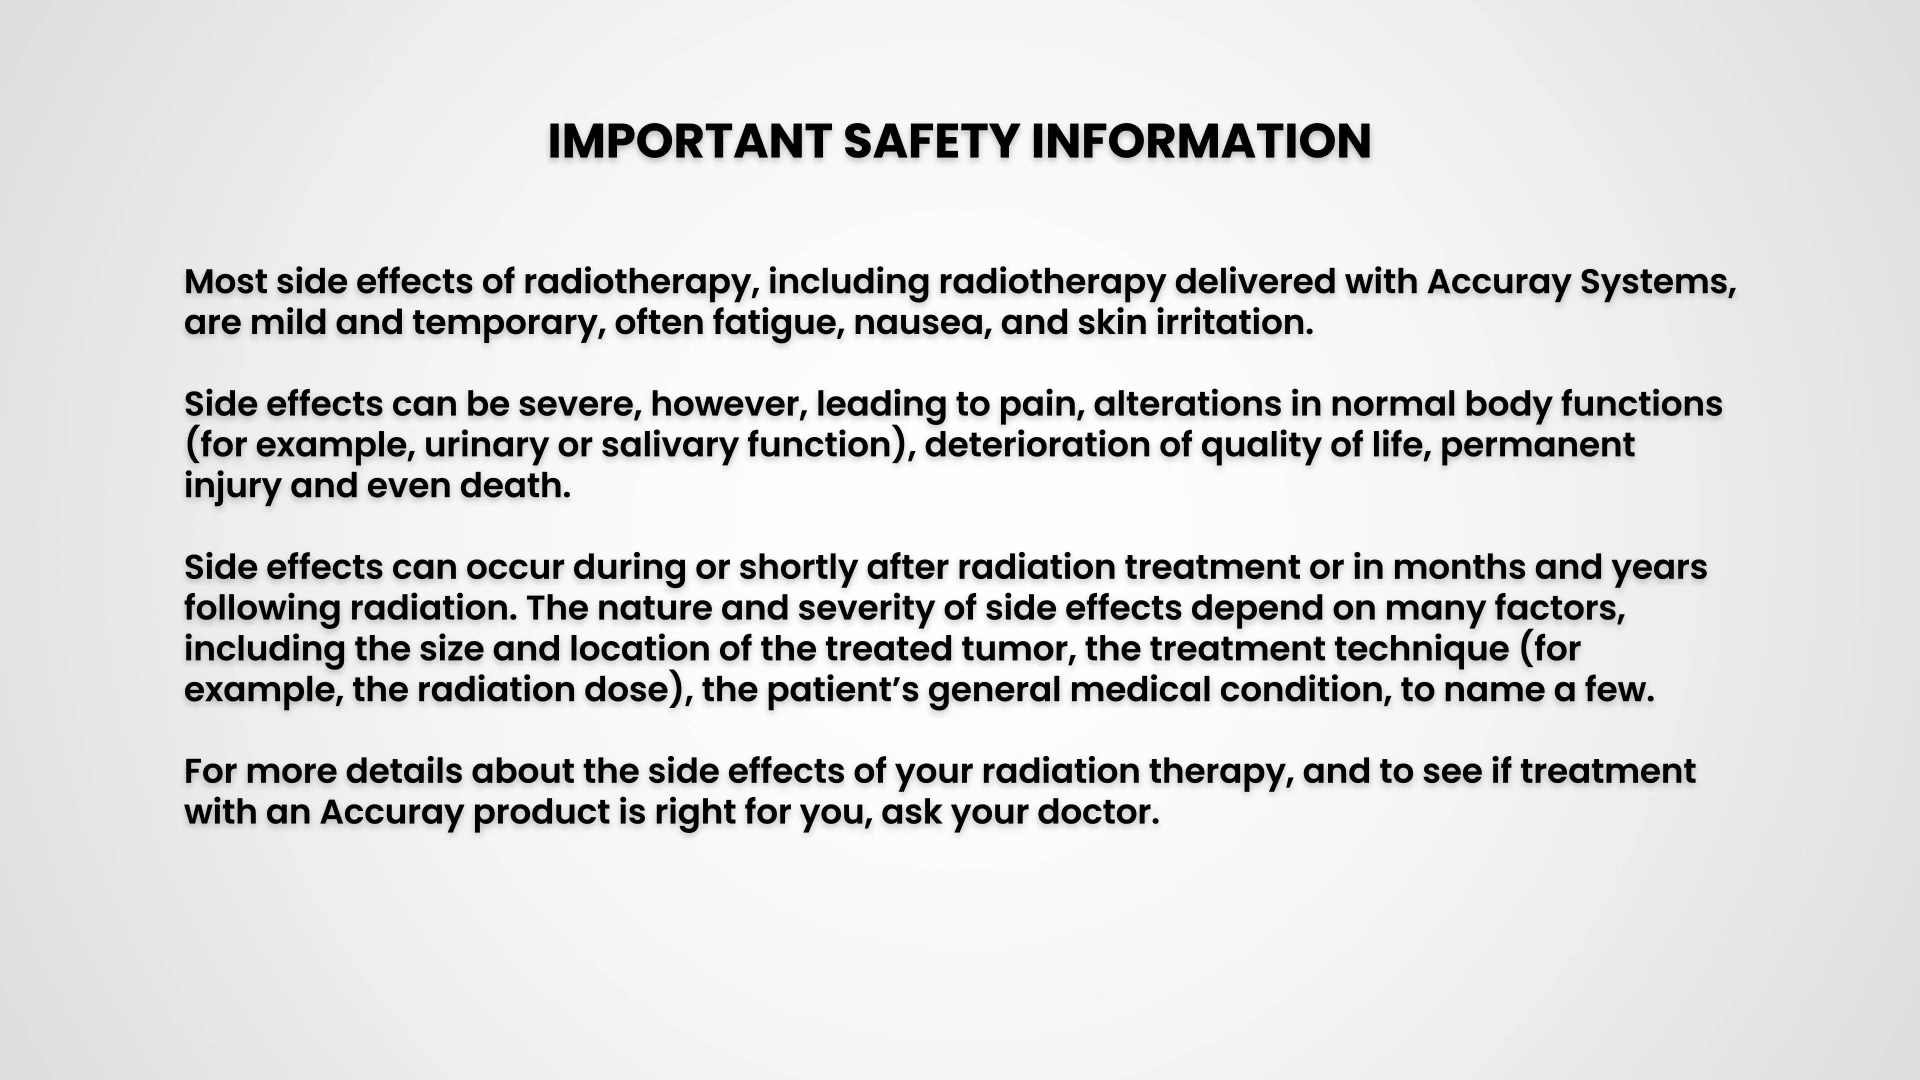 IMPORTANT SAFETY INFORMATION
Most side effects of radiotherapy, including radiotherapy delivered with Accuray Systems,
are mild and temporary, often fatigue, nausea, and skin irritation.
Side effects can be severe, however, leading to pain, alterations in normal body functions
(for example, urinary or salivary function), deterioration of quality of life, permanent
injury and even death.
Side effects can occur during or shortly after radiation treatment or in months and years
following radiation. The nature and severity of side effects depend on many factors,
including the size and location of the treated tumor, the treatment technique (for
example, the radiation dose), the patient’s general medical condition, to name a few.
For more details about the side effects of your radiation therapy, and to see if treatment
with an Accuray product is right for you, ask your doctor.